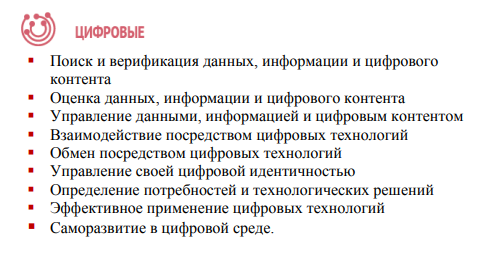 ЦИФРОВЫЕ
▪ Поиск и верификация данных, информации и цифрового
контента
▪ Оценка данных, информации и цифрового контента
▪ Управление данными, информацией и цифровым контентом
▪ Взаимодействие посредством цифровых технологий
▪ Обмен посредством цифровых технологий
▪ Управление своей цифровой идентичностью
▪ Определение потребностей и технологических решений
▪ Эффективное применение цифровых технологий
▪ Саморазвитие в цифровой среде.